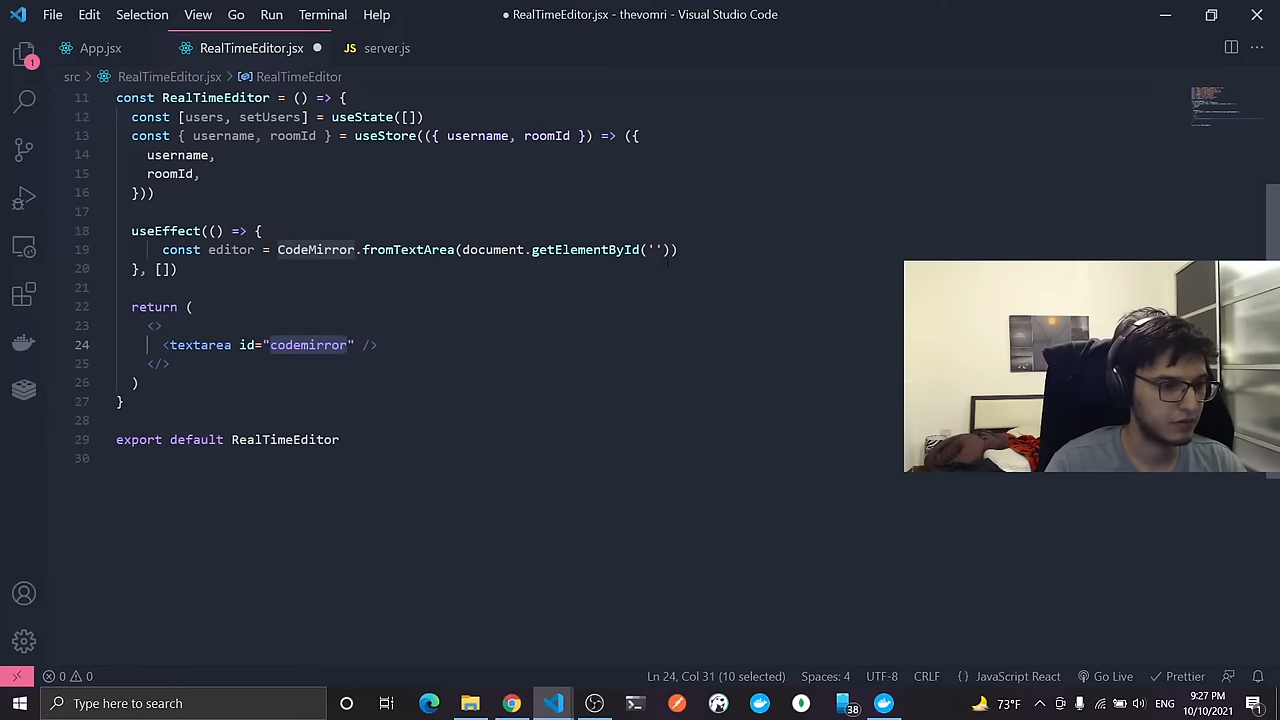 File Edit Selection View Go Run Terminal Help
● RealTimeEditor.jsx - thevomri - Visual Studio Code
1
App.jsx
RealTimeEditor.jsx
JS server.js
src > RealTimeEditor.jsx > RealTimeEditor
11 const RealTimeEditor = () => {
12 const [users, setUsers] = useState([])
13 const { username, roomId } = useStore(({ username, roomId }) => ({
14 username,
15 roomId,
16 }))
17
18 useEffect(() => {
19 const editor = CodeMirror.fromTextArea(document.getElementById(''))
20 }, [])
21
22 return (
23 <>
24 <textarea id="codemirror" />
25 </>
26 )
27 }
28
29 export default RealTimeEditor
30
0 0
Ln 24, Col 31 (10 selected) Spaces: 4 UTF-8 CRLF {} JavaScript React Go Live Prettier
Type here to search
38
73°F ENG 9:27 PM
10/10/2021
1